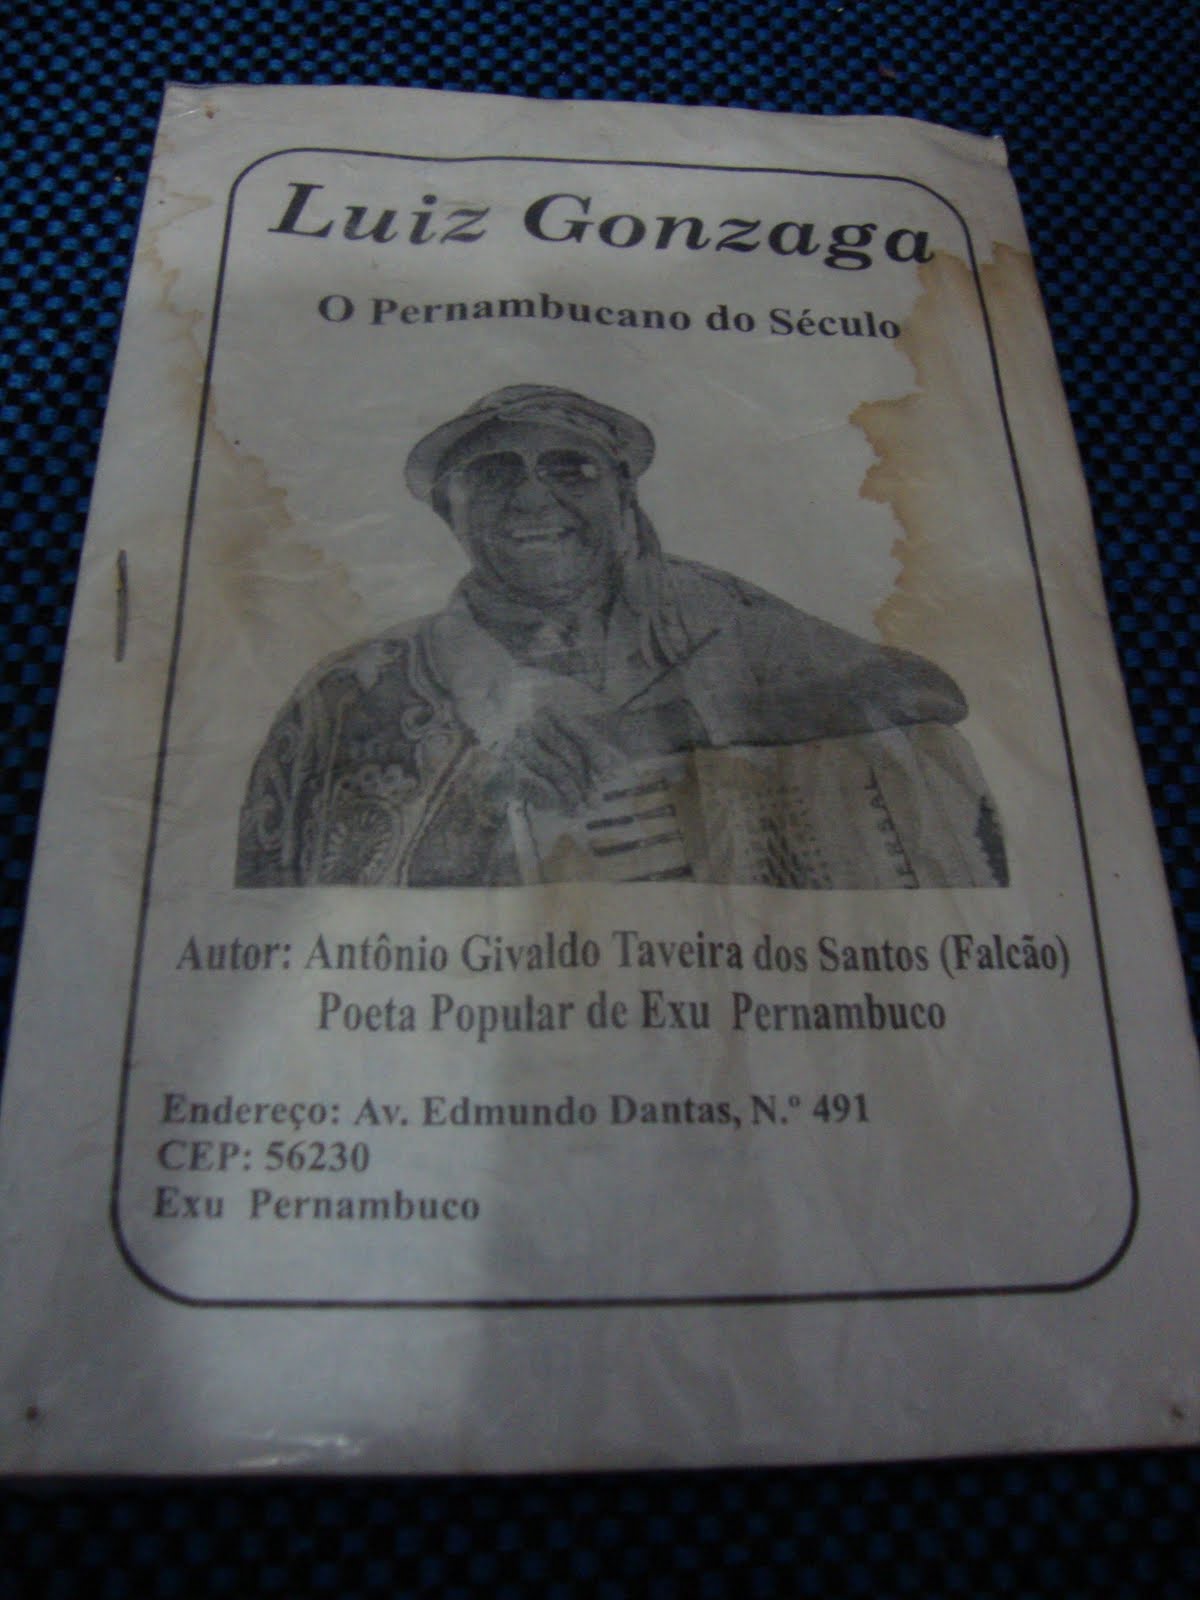 Luiz Gonzaga
O Pernambucano do Século
Autor: Antônio Givaldo Taveira dos Santos (Falcão)
Poeta Popular de Exu Pernambuco
Endereço: Av. Edmundo Dantas, N.º 491
CEP: 56230
Exu Pernambuco